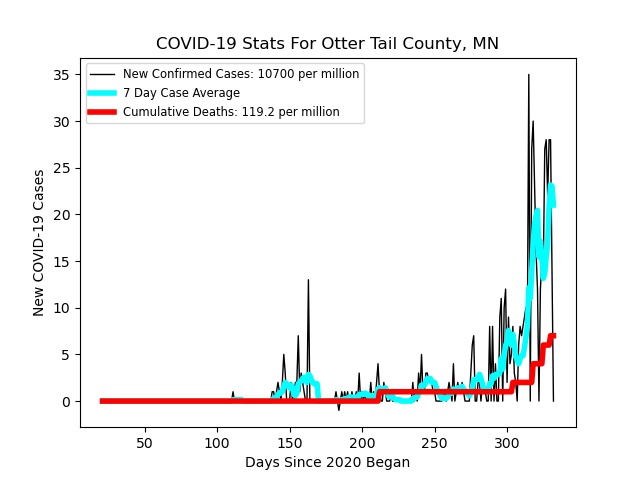 COVID-19 Stats For Otter Tail County, MN
New Confirmed Cases: 10700 per million
7 Day Case Average
Cumulative Deaths: 119.2 per million
New COVID-19 Cases
35
30
25
20
15
10
5
0
50
100
150
200
250
300
Days Since 2020 Began